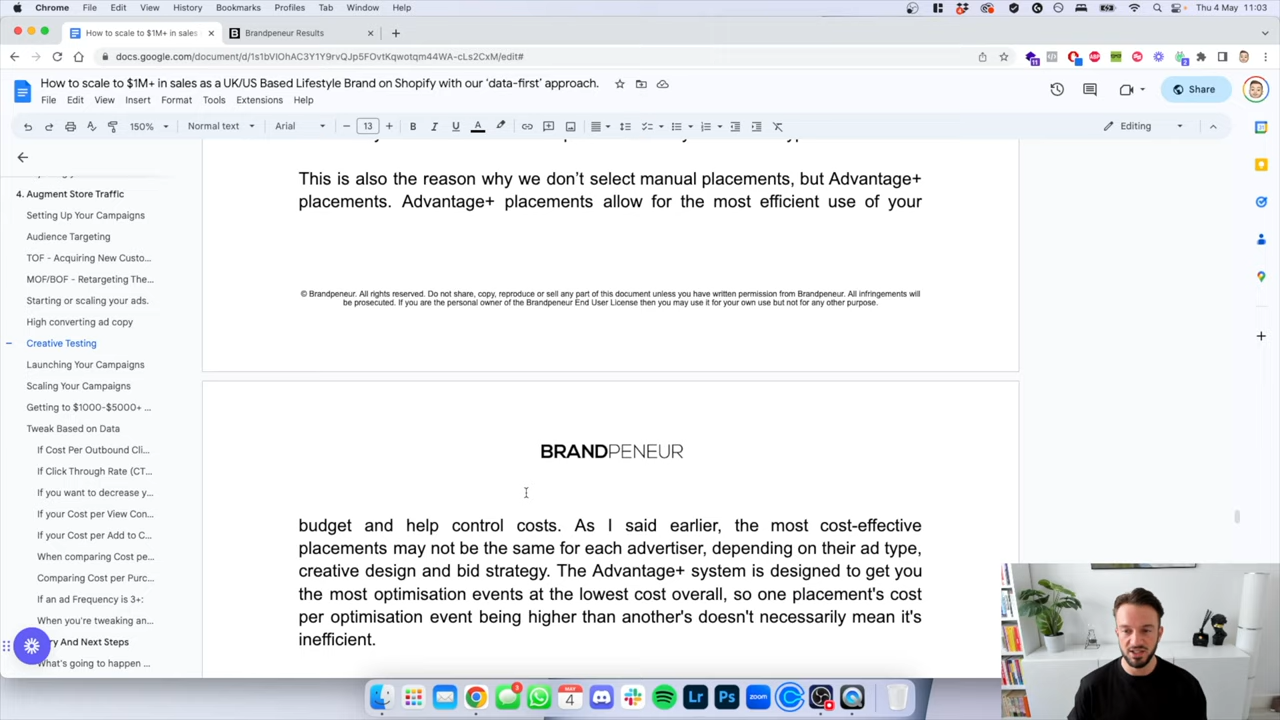 Chrome File Edit View History Bookmarks Profiles Tab Window Help Thu 4 May 11:03
How to scale to $1M+ in sales Brandpeneur Results
docs.google.com/document/d/1s1bVIOhAC3Y1Y9rvQJp5FOvtKqwotqm44WA-cLs2CxM/edit#
How to scale to $1M+ in sales as a UK/US Based Lifestyle Brand on Shopify with our 'data-first' approach.
File Edit View Insert Format Tools Extensions Help
Share
150% Normal text Arial 13 Editing
4. Augment Store Traffic
Setting Up Your Campaigns
Audience Targeting
TOF - Acquiring New Custo...
MOF/BOF - Retargeting The...
Starting or scaling your ads.
High converting ad copy
Creative Testing
Launching Your Campaigns
Scaling Your Campaigns
Getting to $1000-$5000+ ...
Tweak Based on Data
If Cost Per Outbound Cli...
If Click Through Rate (CT...
If you want to decrease y...
If your Cost per View Con...
If your Cost per Add to C...
When comparing Cost pe...
Comparing Cost per Purc...
If an ad Frequency is 3+:
When you're tweaking an...
ry And Next Steps
What's going to happen ...
This is also the reason why we don't select manual placements, but Advantage+
placements. Advantage+ placements allow for the most efficient use of your
© Brandpeneur. All rights reserved. Do not share, copy, reproduce or sell any part of this document unless you have written permission from Brandpeneur. All infringements will
be prosecuted. If you are the personal owner of the Brandpeneur End User License then you may use it for your own use but not for any other purpose.
BRANDPENEUR
budget and help control costs. As I said earlier, the most cost-effective
placements may not be the same for each advertiser, depending on their ad type,
creative design and bid strategy. The Advantage+ system is designed to get you
the most optimisation events at the lowest cost overall, so one placement's cost
per optimisation event being higher than another's doesn't necessarily mean it's
inefficient.
MAY
4
Lr
Ps
zoom